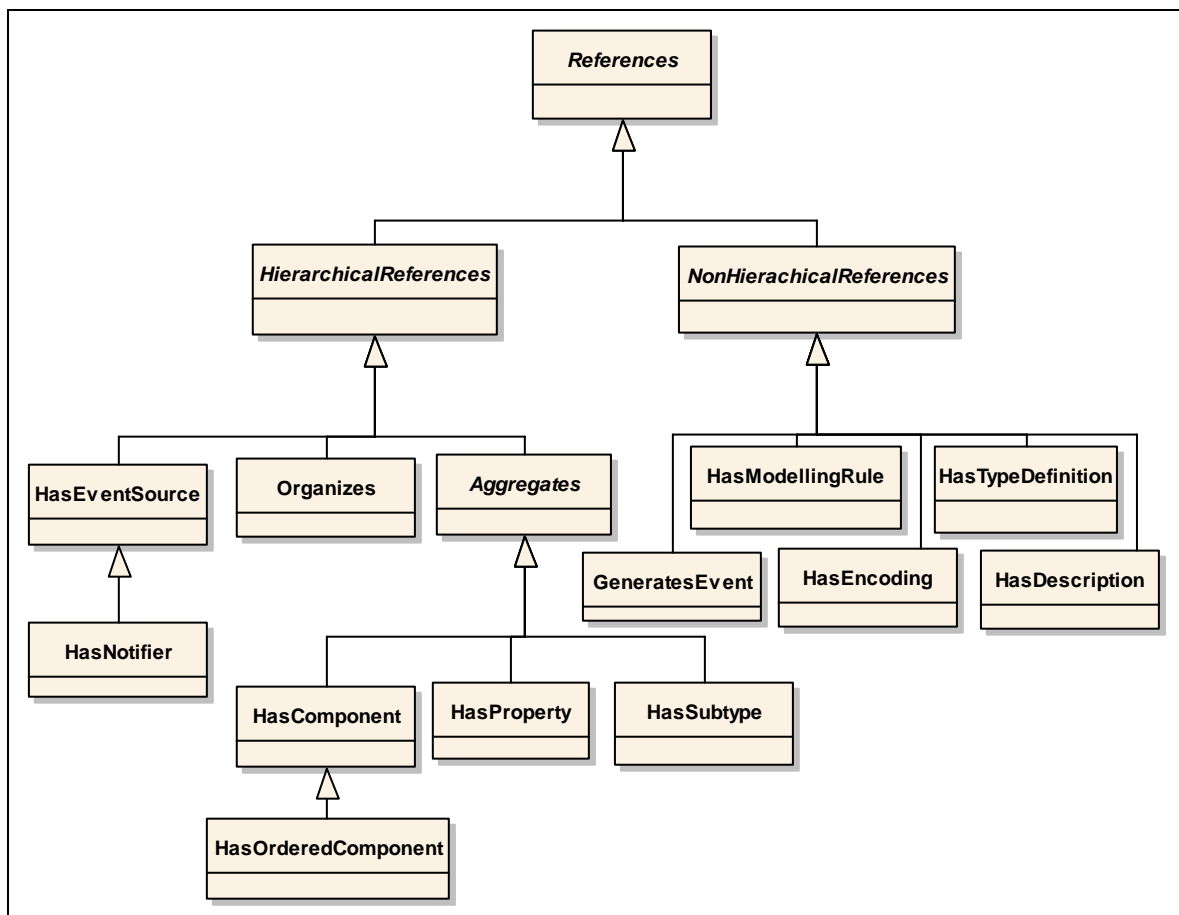 References
HierarchicalReferences
NonHierachicalReferences
HasEventSource
Organizes
Aggregates
HasModellingRule
HasTypeDefinition
GeneratesEvent
HasEncoding
HasDescription
HasNotifier
HasComponent
HasProperty
HasSubtype
HasOrderedComponent